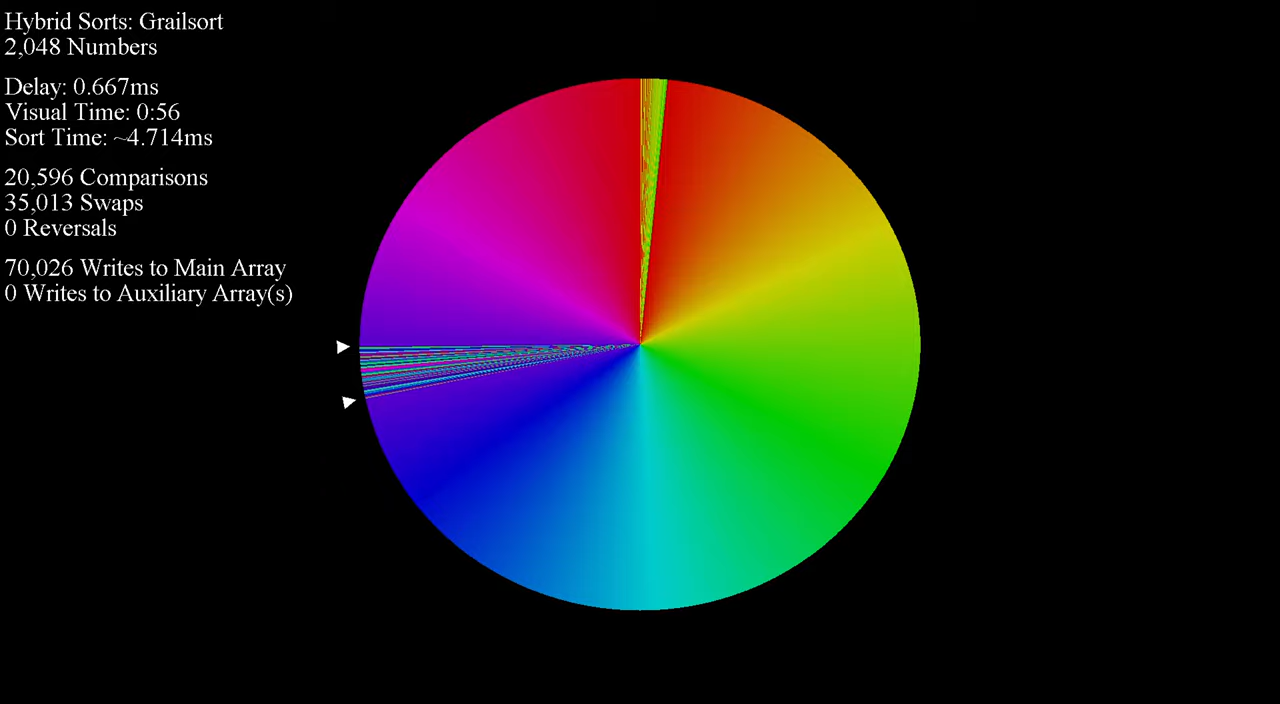 Hybrid Sorts: Grailsort
2,048 Numbers
Delay: 0.667ms
Visual Time: 0:56
Sort Time: ~4.714ms
20,596 Comparisons
35,013 Swaps
0 Reversals
70,026 Writes to Main Array
0 Writes to Auxiliary Array(s)